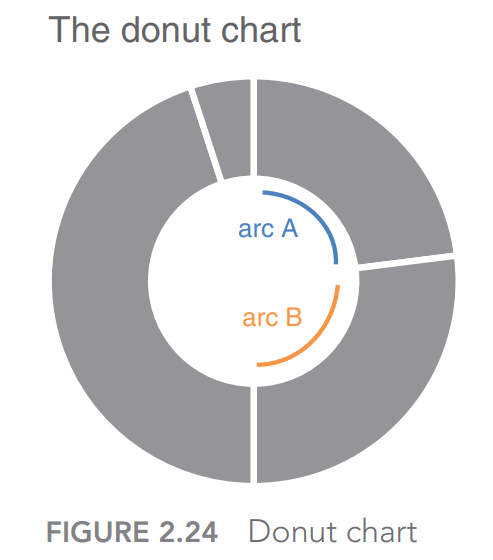 The donut chart
arc A
arc B
FIGURE 2.24 Donut chart